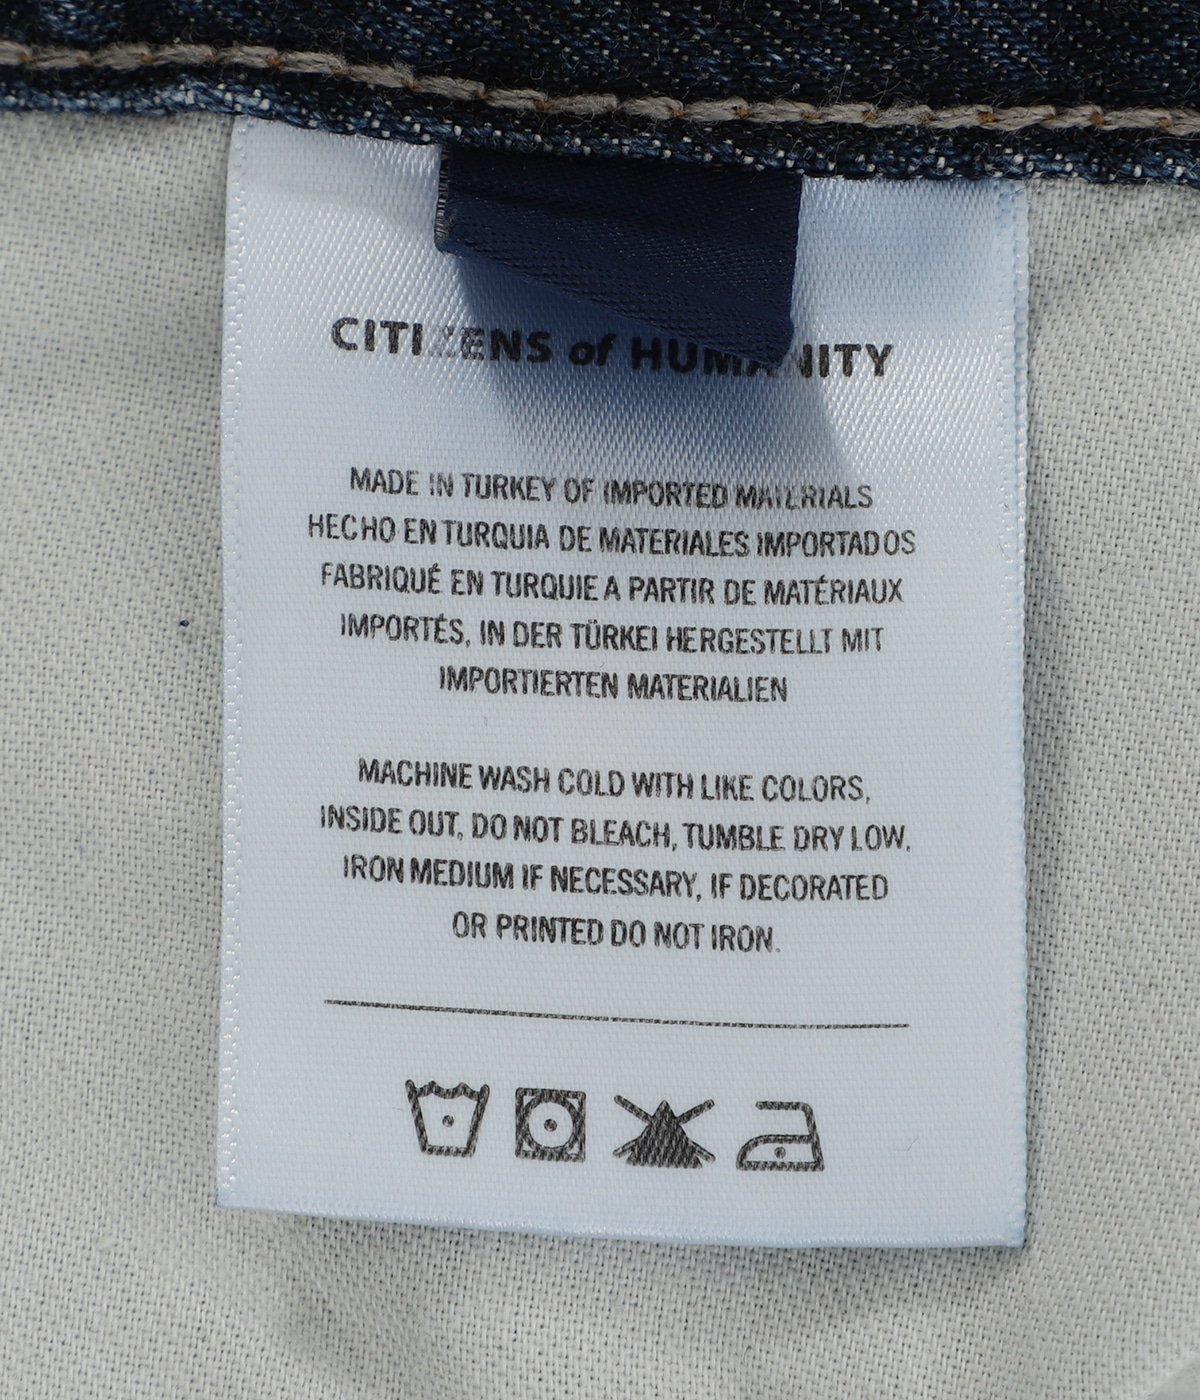 CITIZENS of HUMANITY
MADE IN TURKEY OF IMPORTED MATERIALS
HECHO EN TURQUIA DE MATERIALES IMPORTADOS
FABRIQUÉ EN TURQUIE A PARTIR DE MATÉRIAUX
IMPORTÉS, IN DER TÜRKEI HERGESTELLT MIT
IMPORTIERTEN MATERIALIEN
MACHINE WASH COLD WITH LIKE COLORS,
INSIDE OUT, DO NOT BLEACH, TUMBLE DRY LOW.
IRON MEDIUM IF NECESSARY, IF DECORATED
OR PRINTED DO NOT IRON.